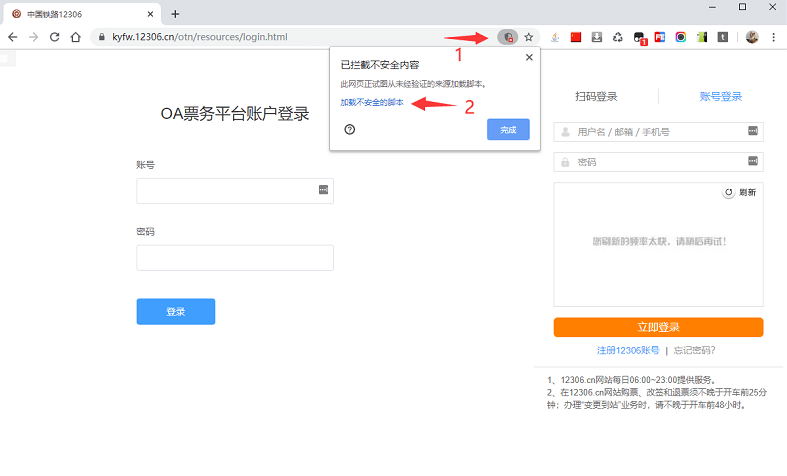 中国铁路12306
kyfw.12306.cn/otn/resources/login.html
1
1
t
已拦截不安全内容
此网页正试图从未经验证的来源加载脚本。
加载不安全的脚本
2
完成
OA票务平台账户登录
账号
密码
登录
扫码登录
账号登录
用户名 / 邮箱 / 手机号
密码
刷新
您刷新的频率太快，请稍后再试！
立即登录
注册12306账号 | 忘记密码？
1、12306.cn网站每日06:00~23:00提供服务。
2、在12306.cn网站购票、改签和退票须不晚于开车前25分
钟；办理“变更到站”业务时，请不晚于开车前48小时。